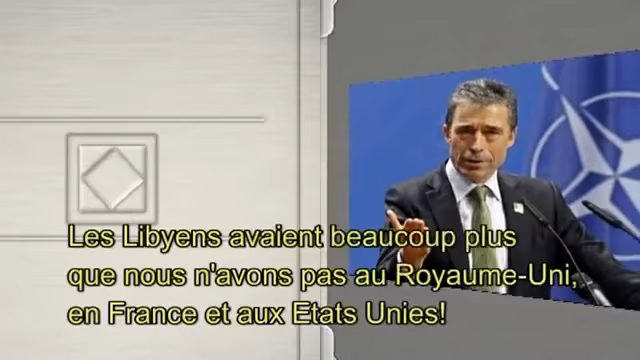 Les Libyens avaient beaucoup plus
que nous n'avons pas au Royaume-Uni,
en France et aux Etats Unies!